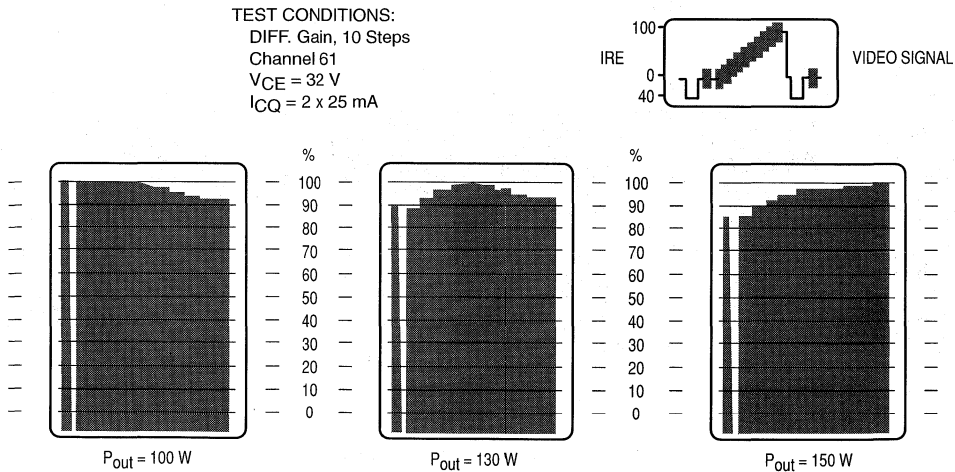 TEST CONDITIONS:
DIFF. Gain, 10 Steps
Channel 61
VCE = 32 V
ICQ = 2 x 25 mA
100
IRE
0
40
VIDEO SIGNAL
%
100
90
80
70
60
50
40
30
20
10
0
%
100
90
80
70
60
50
40
30
20
10
0
Pout = 100 W
Pout = 130 W
Pout = 150 W